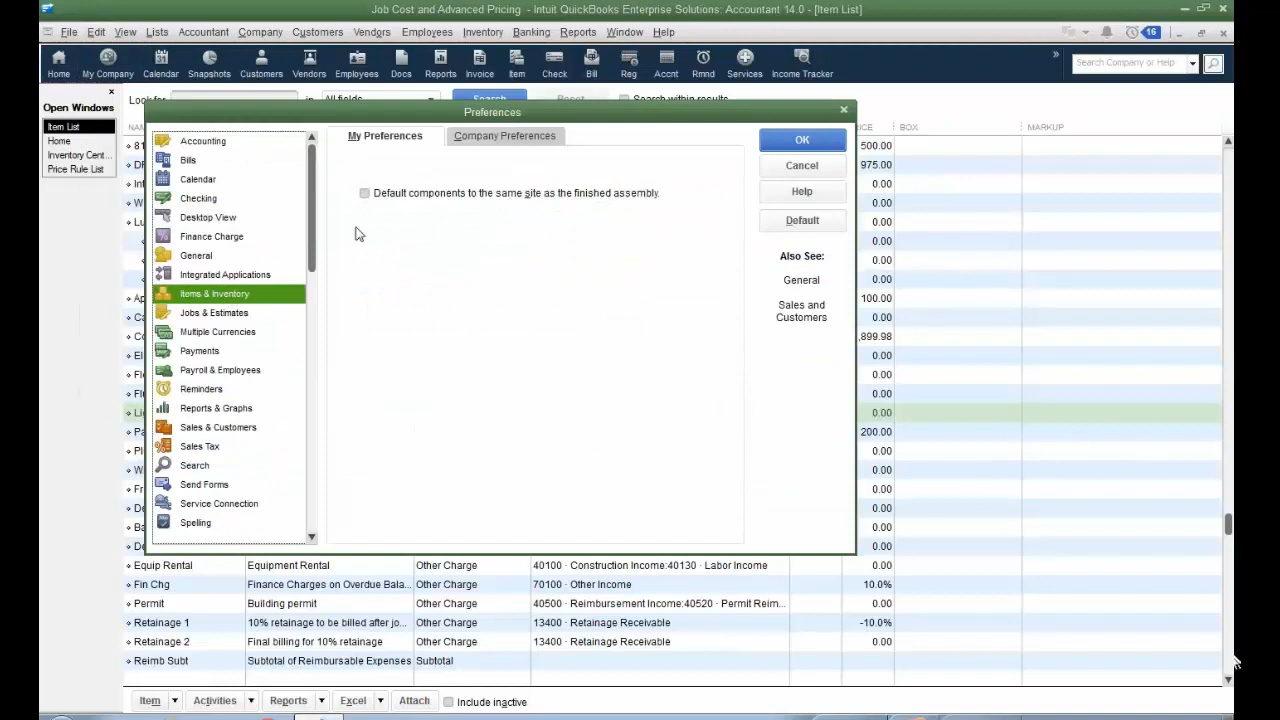 Job Cost and Advanced Pricing - Intuit QuickBooks Enterprise Solutions: Accountant 14.0 - [Item List]
File Edit View Lists Accountant Company Customers Vendors Employees Inventory Banking Reports Window Help 16
Home My Company Calendar Snapshots Customers Vendors Employees Docs Reports Invoice Item Check Bill Reg Accnt Rmnd Services Income Tracker » Search Company or Help
Open Windows
Item List
Home
Inventory Cent...
Price Rule List
Look for in All fields Search Reset Search within results
BOX MARKUP
Preferences
My Preferences Company Preferences
Default components to the same site as the finished assembly.
Accounting
Bills
Calendar
Checking
Desktop View
Finance Charge
General
Integrated Applications
Items & Inventory
Jobs & Estimates
Multiple Currencies
Payments
Payroll & Employees
Reminders
Reports & Graphs
Sales & Customers
Sales Tax
Search
Send Forms
Service Connection
Spelling
OK
Cancel
Help
Default
Also See:
General
Sales and
Customers
500.00
975.00
0.00
0.00
0.00
0.00
0.00
0.00
100.00
0.00
,899.98
0.00
0.00
0.00
0.00
200.00
0.00
0.00
0.00
0.00
0.00
0.00
Equip Rental Equipment Rental Other Charge 40100 · Construction Income:40130 · Labor Income 0.00
Fin Chg Finance Charges on Overdue Bala... Other Charge 70100 · Other Income 10.0%
Permit Building permit Other Charge 40500 · Reimbursement Income:40520 · Permit Reim... 0.00
Retainage 1 10% retainage to be billed after jo... Other Charge 13400 · Retainage Receivable -10.0%
Retainage 2 Final billing for 10% retainage Other Charge 13400 · Retainage Receivable 0.00
Reimb Subt Subtotal of Reimbursable Expenses Subtotal
Item Activities Reports Excel Attach Include inactive